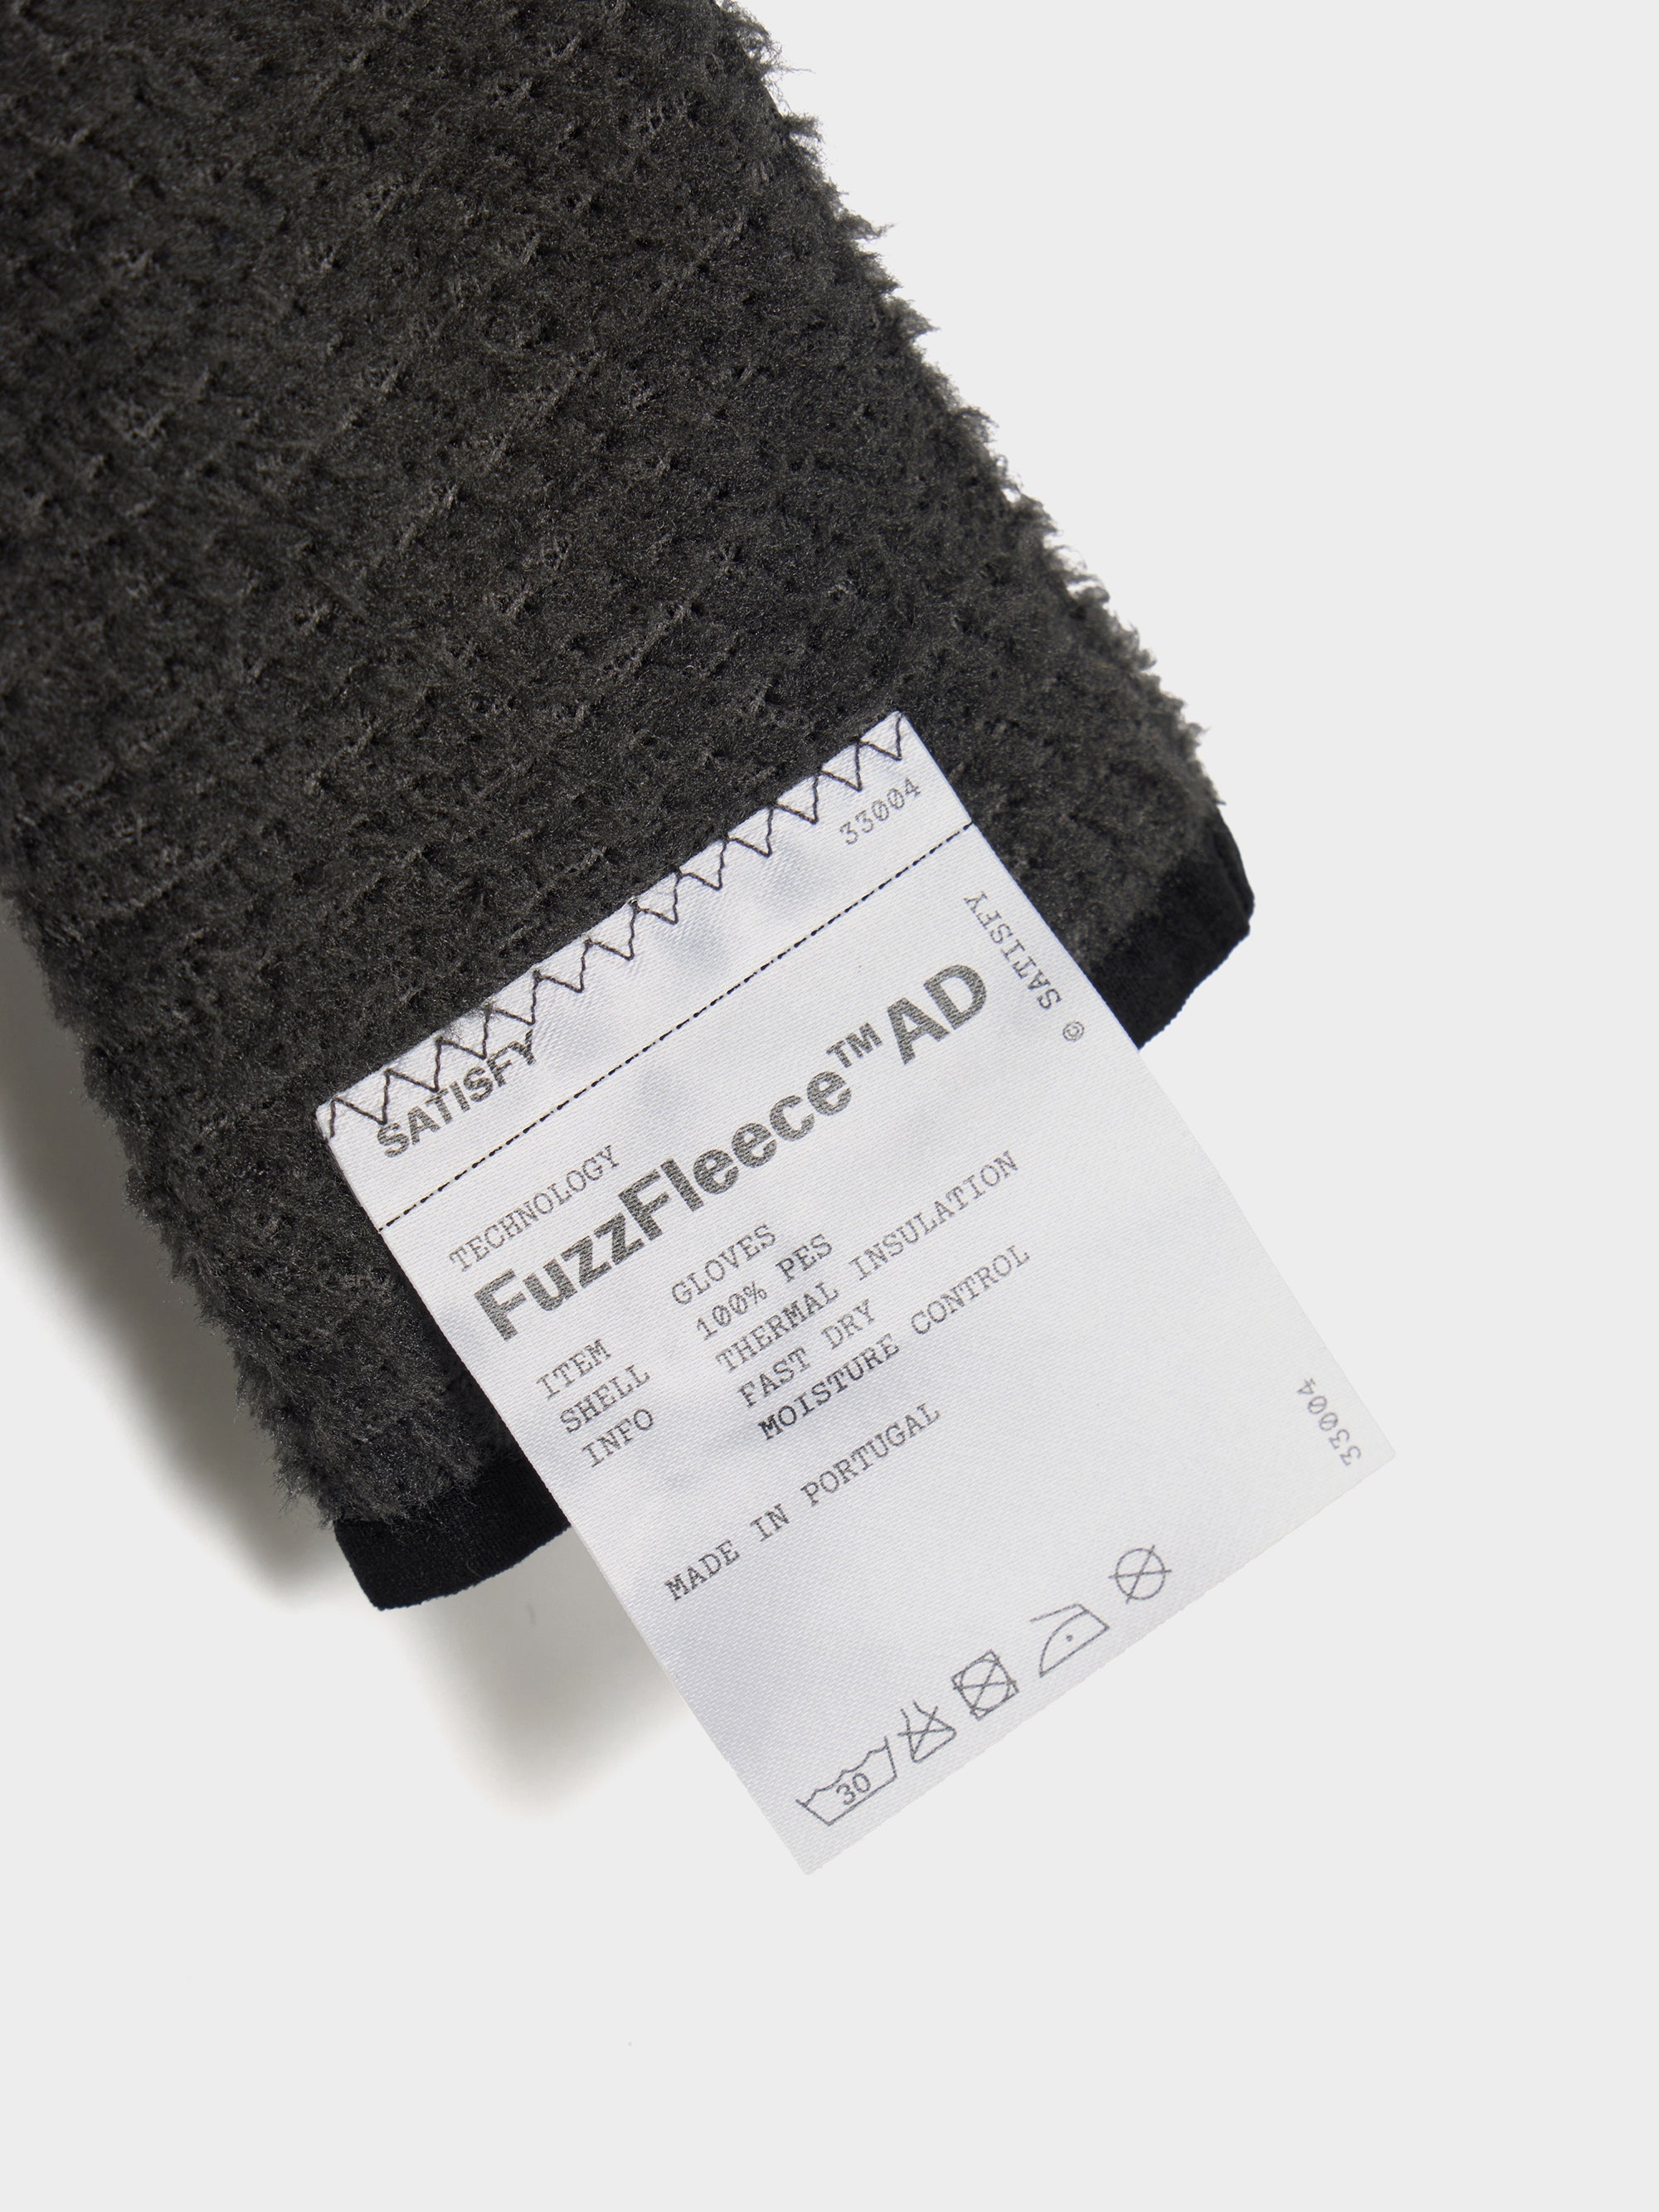 33004
SATISFY
© SATISFY
TECHNOLOGY
FuzzFleece™AD
ITEM GLOVES
SHELL 100% PES
INFO THERMAL INSULATION
FAST DRY
MOISTURE CONTROL
MADE IN PORTUGAL
33004
30